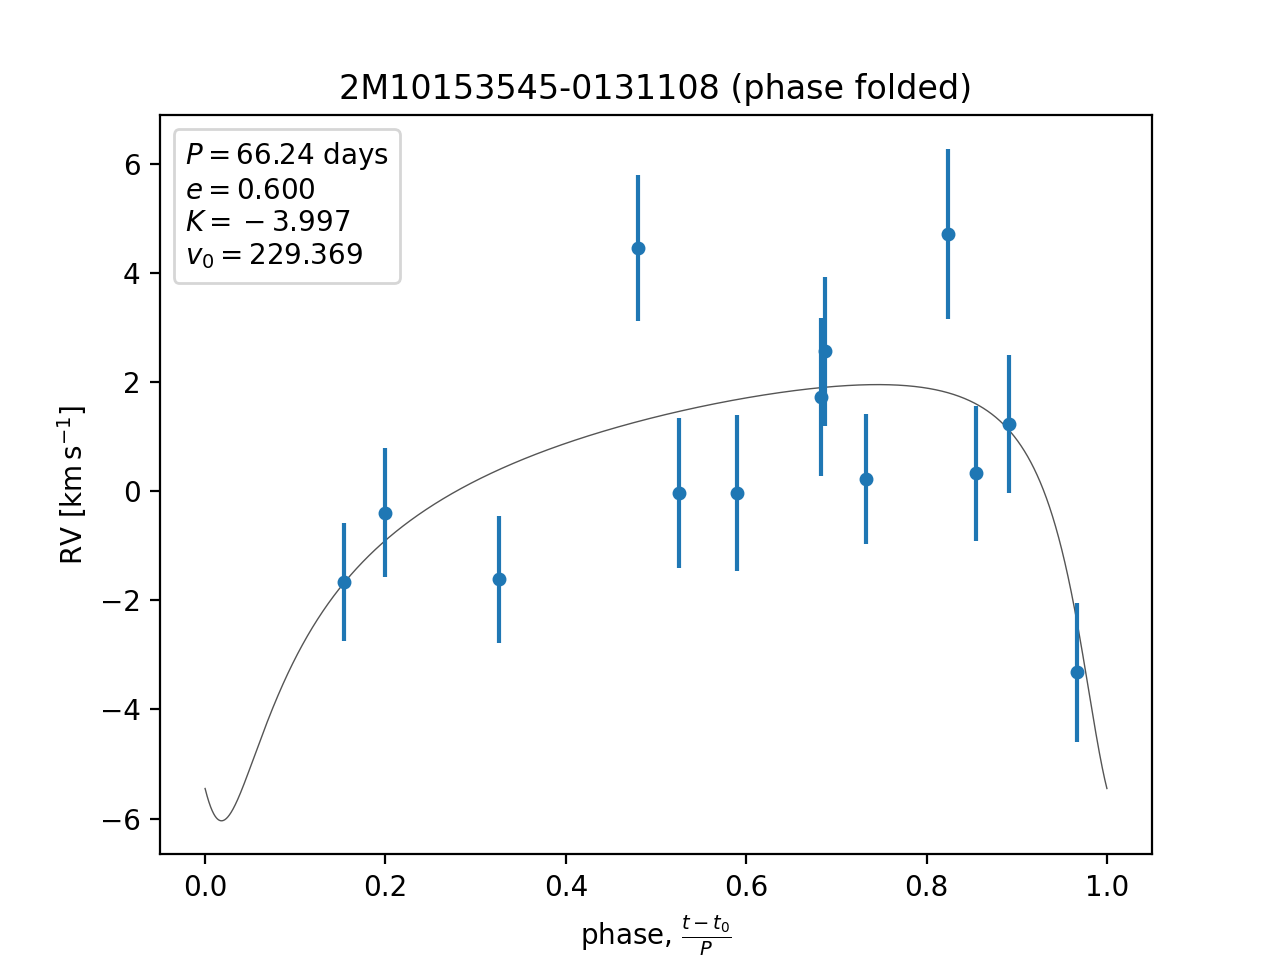 2M10153545-0131108 (phase folded)
P = 66.24 days
e = 0.600
K = −3.997
v₀ = 229.369
6
4
2
0
−2
−4
−6
RV [km s⁻¹]
0.0 0.2 0.4 0.6 0.8 1.0
phase, (t − t₀)/P